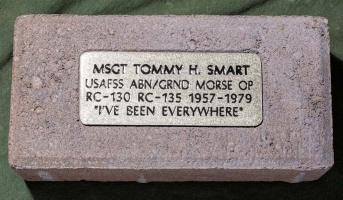 MSGT TOMMY H. SMART
USAFSS ABN/GRND MORSE OP
RC-130 RC-135 1957-1979
"I'VE BEEN EVERYWHERE"